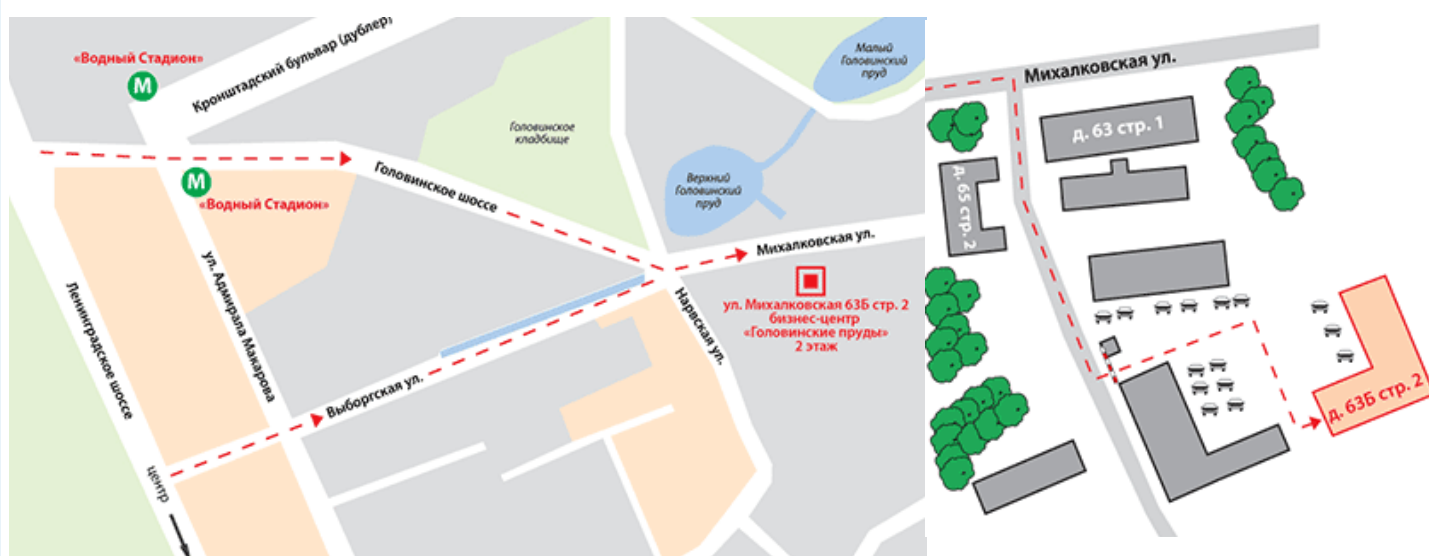 «Водный Стадион»
М
Кронштадский бульвар (дублер)
Малый
Головинский
пруд
Головинское
кладбище
М
«Водный Стадион»
Головинское шоссе
Верхний
Головинский
пруд
Михалковская ул.
ул. Михалковская 63Б стр. 2
бизнес-центр
«Головинские пруды»
2 этаж
Ленинградское шоссе
ул. Адмирала Макарова
Нарвская ул.
Выборгская ул.
центр
Михалковская ул.
д. 63 стр. 1
д. 65 стр. 2
д. 63Б стр. 2